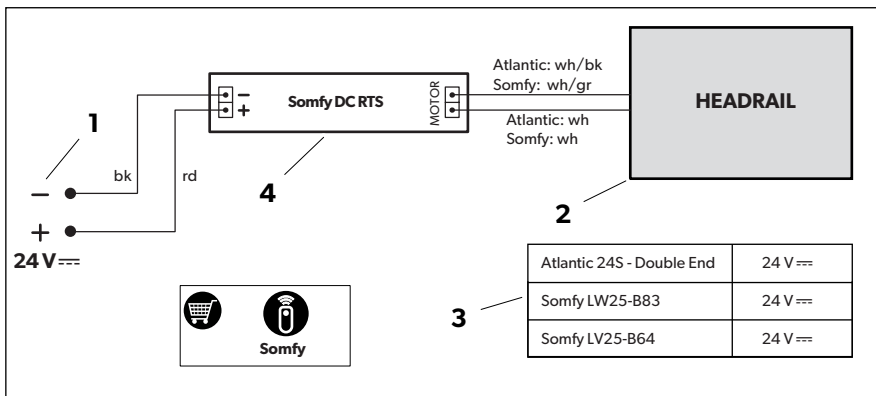 Atlantic: wh/bk
Somfy: wh/gr
Somfy DC RTS
MOTOR
HEADRAIL
Atlantic: wh
Somfy: wh
1
−
+
bk
rd
4
2
−
+
24 V⎓
Atlantic 24S - Double End 24 V⎓
3
Somfy LW25-B83 24 V⎓
Somfy LV25-B64 24 V⎓
Somfy